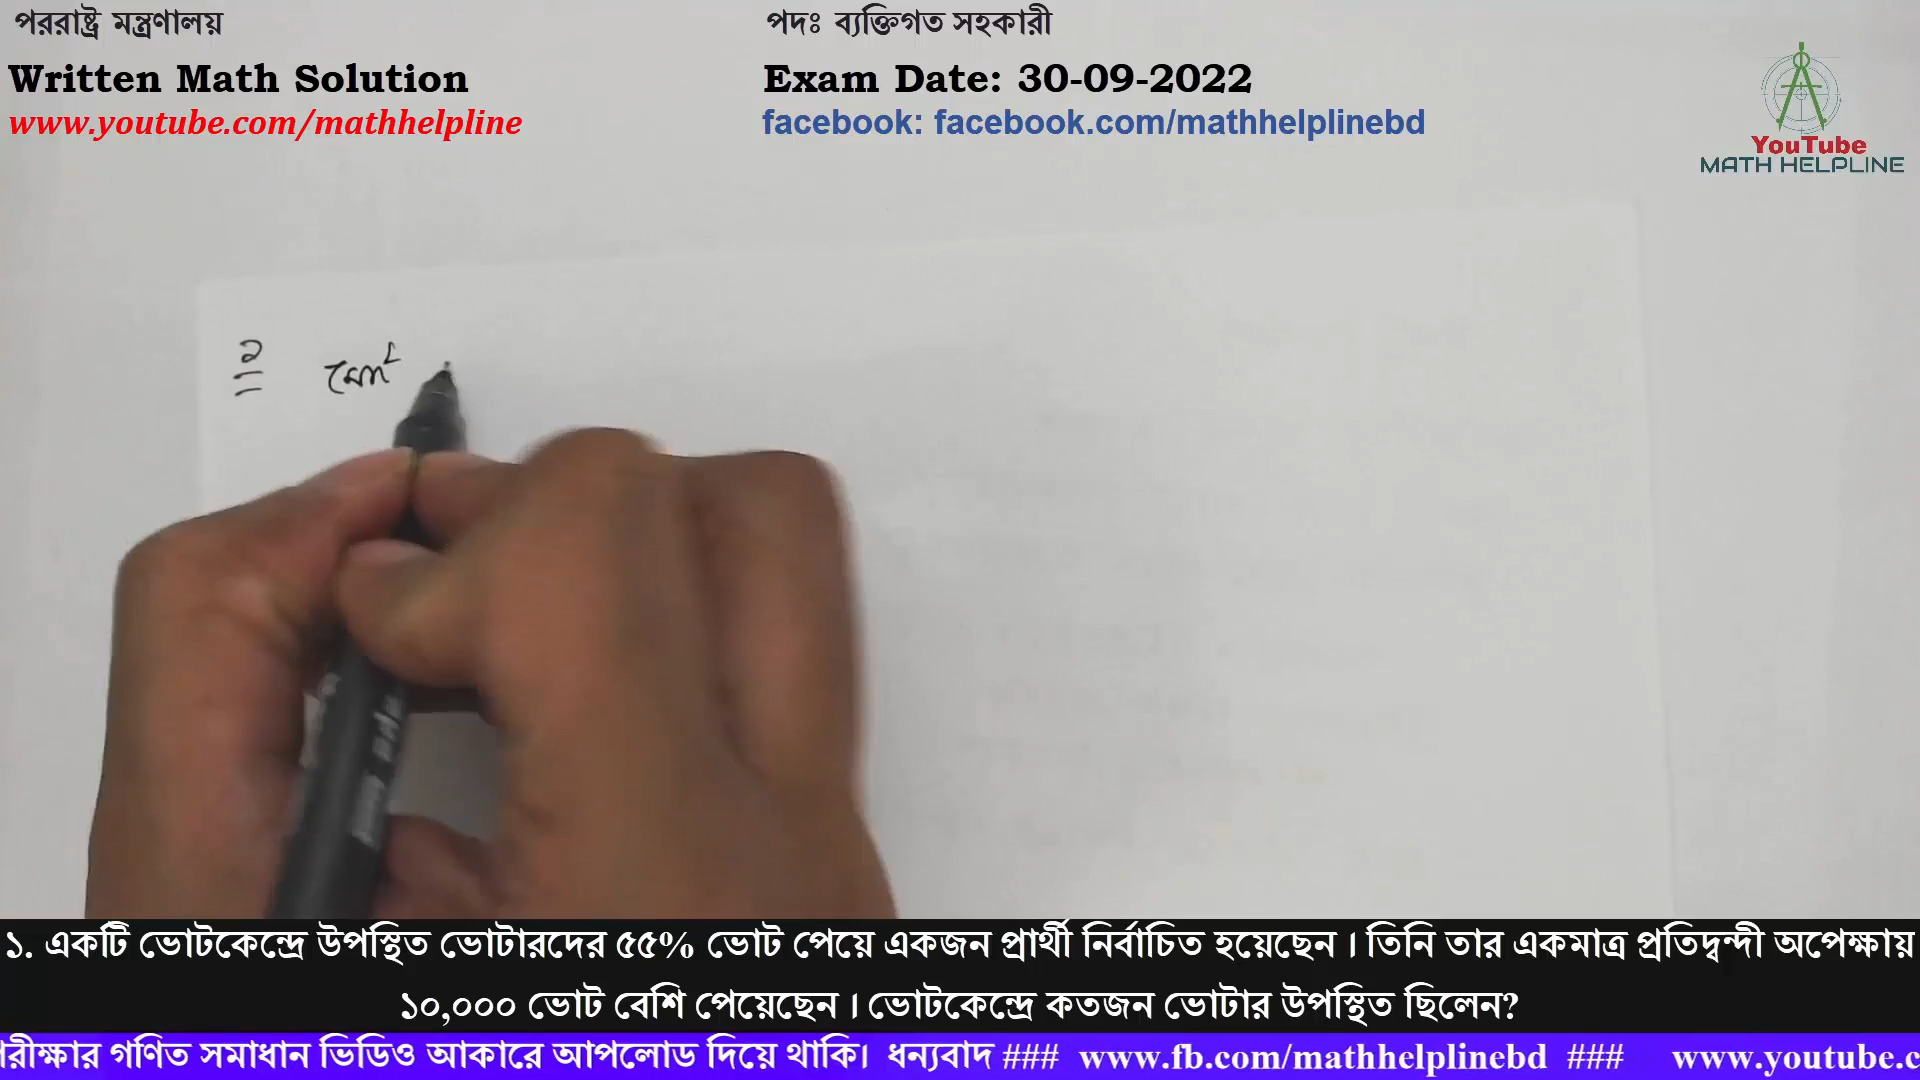 পররাষ্ট্র মন্ত্রণালয়
Written Math Solution
www.youtube.com/mathhelpline
পদঃ ব্যক্তিগত সহকারী
Exam Date: 30-09-2022
facebook: facebook.com/mathhelplinebd
YouTube
MATH HELPLINE
১. একটি ভোটকেন্দ্রে উপস্থিত ভোটারদের ৫৫% ভোট পেয়ে একজন প্রার্থী নির্বাচিত হয়েছেন। তিনি তার একমাত্র প্রতিদ্বন্দী অপেক্ষায়
১০,০০০ ভোট বেশি পেয়েছেন। ভোটকেন্দ্রে কতজন ভোটার উপস্থিত ছিলেন?
গণিত সমাধান ভিডিও আকারে আপলোড দিয়ে থাকি। ধন্যবাদ ### www.fb.com/mathhelplinebd ### www.youtube.c